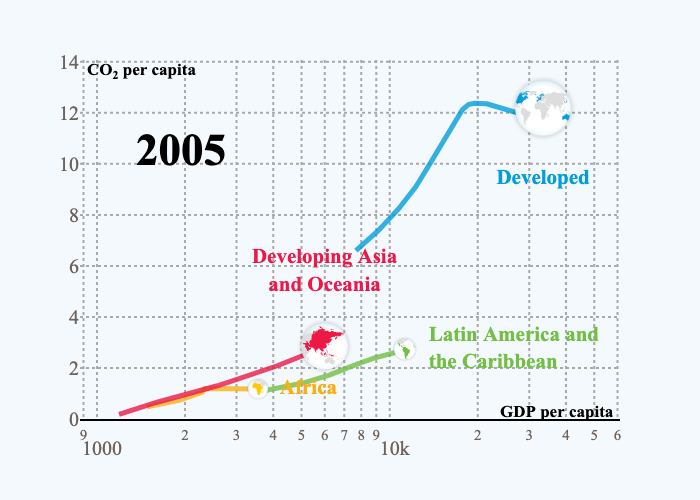 14
CO₂ per capita
12
2005
10
Developed
8
Developing Asia
and Oceania
6
4
Latin America and
the Caribbean
2
Africa
GDP per capita
0
9 2 3 4 5 6 7 8 9 2 3 4 5 6
1000 10k